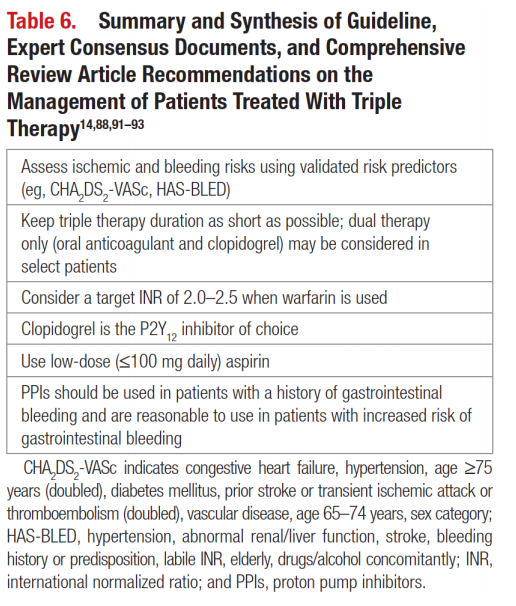 Table 6. Summary and Synthesis of Guideline,
Expert Consensus Documents, and Comprehensive
Review Article Recommendations on the
Management of Patients Treated With Triple
Therapy14,88,91–93
Assess ischemic and bleeding risks using validated risk predictors
(eg, CHA2DS2-VASc, HAS-BLED)
Keep triple therapy duration as short as possible; dual therapy
only (oral anticoagulant and clopidogrel) may be considered in
select patients
Consider a target INR of 2.0–2.5 when warfarin is used
Clopidogrel is the P2Y12 inhibitor of choice
Use low-dose (≤100 mg daily) aspirin
PPIs should be used in patients with a history of gastrointestinal
bleeding and are reasonable to use in patients with increased risk of
gastrointestinal bleeding
CHA2DS2-VASc indicates congestive heart failure, hypertension, age ≥75
years (doubled), diabetes mellitus, prior stroke or transient ischemic attack or
thromboembolism (doubled), vascular disease, age 65–74 years, sex category;
HAS-BLED, hypertension, abnormal renal/liver function, stroke, bleeding
history or predisposition, labile INR, elderly, drugs/alcohol concomitantly; INR,
international normalized ratio; and PPIs, proton pump inhibitors.